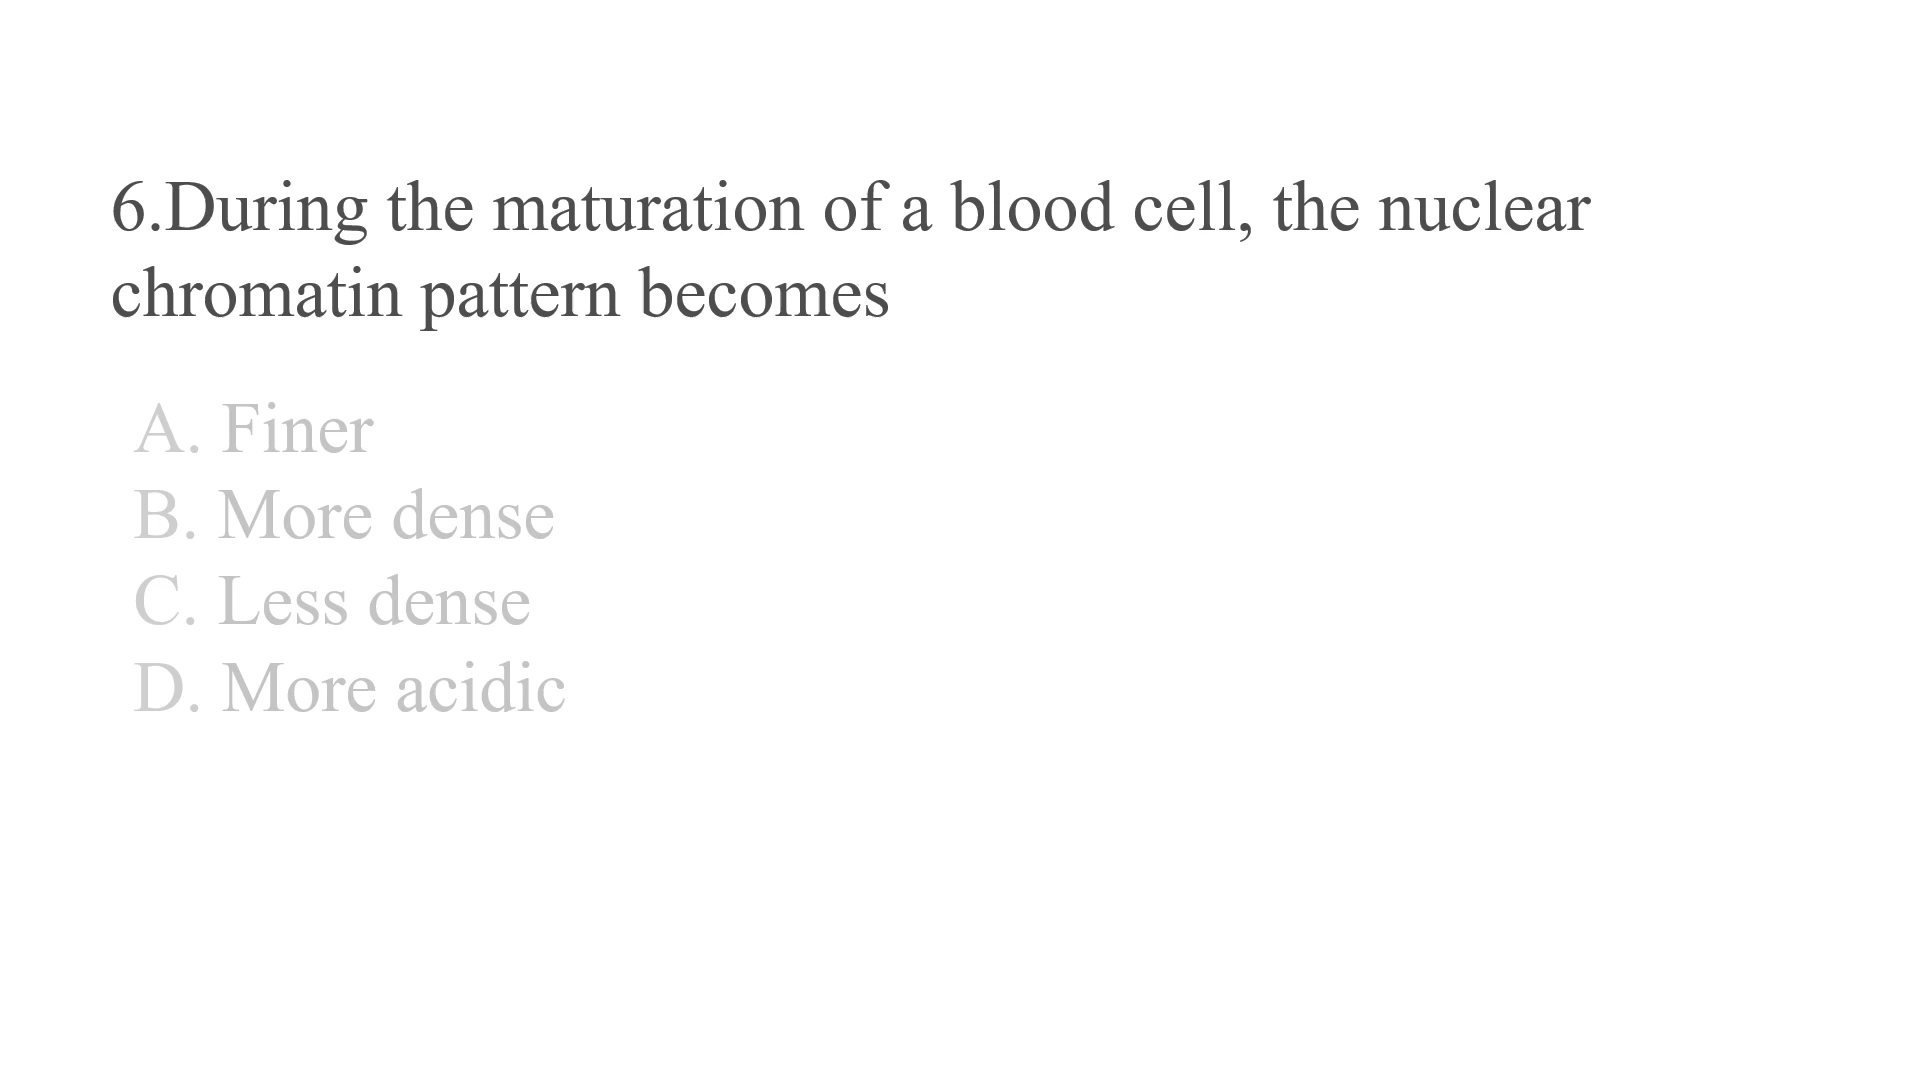 6.During the maturation of a blood cell, the nuclear
chromatin pattern becomes
A. Finer
B. More dense
C. Less dense
D. More acidic